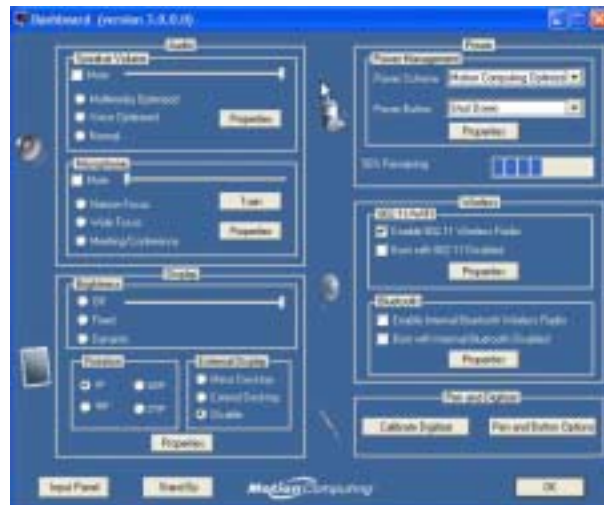 Dashboard (version 3.0.0.0)
Audio
Speaker Volume
Mute
Multimedia Optimized
Voice Optimized
Normal
Properties
Microphone
Mute
Narrow Focus
Wide Focus
Meeting/Conference
Train
Properties
Display
Brightness
Off
Fixed
Dynamic
Rotation
External Display
Mirror Desktop
Extend Desktop
Disable
Properties
Power
Power Management
Power Scheme
Motion Computing Optimized
Power Button
Shut Down
Properties
Remaining
Wireless
802.11
Enable 802.11 Wireless Radio
Boot with 802.11 Disabled
Properties
Bluetooth
Enable Internal Bluetooth Wireless Radio
Boot with Internal Bluetooth Disabled
Properties
Pen and Digitizer
Calibrate Digitizer
Pen and Button Options
Input Panel
Stand By
Motion Computing
OK